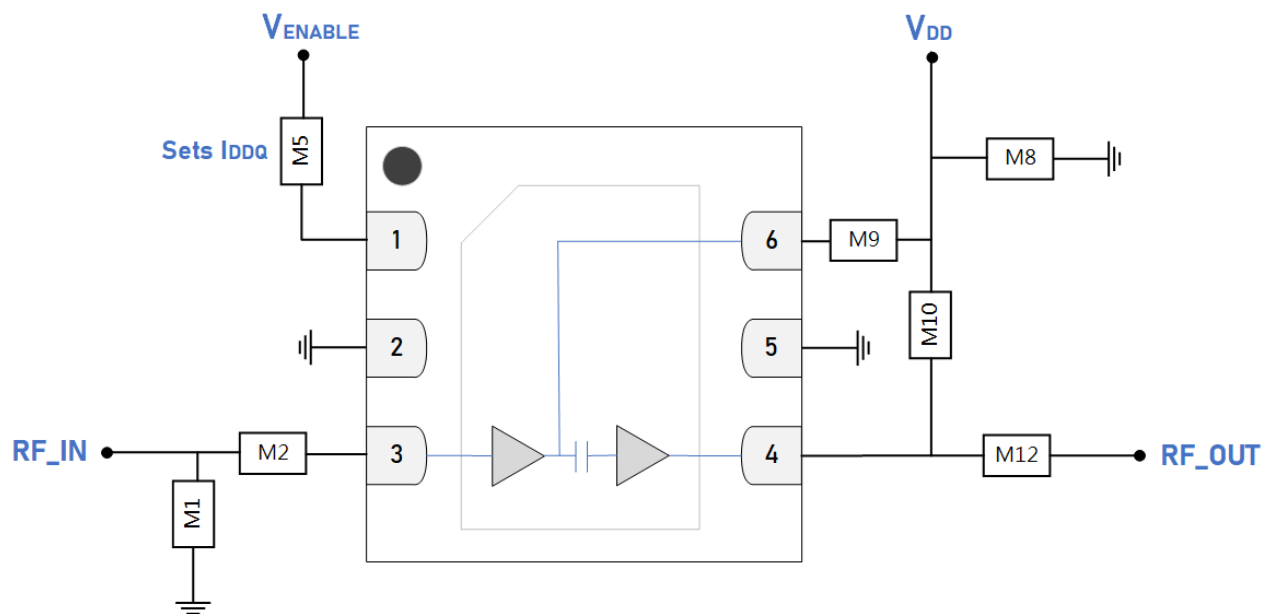 VENABLE
VDD
Sets IDDQ
M5
M8
1
6
M9
2
5
M10
RF_IN
M2
3
4
M12
RF_OUT
M1